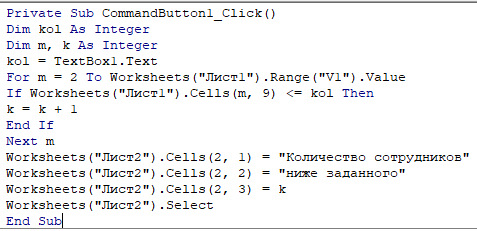 Private Sub CommandButton1_Click()
Dim kol As Integer
Dim m, k As Integer
kol = TextBox1.Text
For m = 2 To Worksheets("Лист1").Range("V1").Value
If Worksheets("Лист1").Cells(m, 9) <= kol Then
k = k + 1
End If
Next m
Worksheets("Лист2").Cells(2, 1) = "Количество сотрудников"
Worksheets("Лист2").Cells(2, 2) = "ниже заданного"
Worksheets("Лист2").Cells(2, 3) = k
Worksheets("Лист2").Select
End Sub